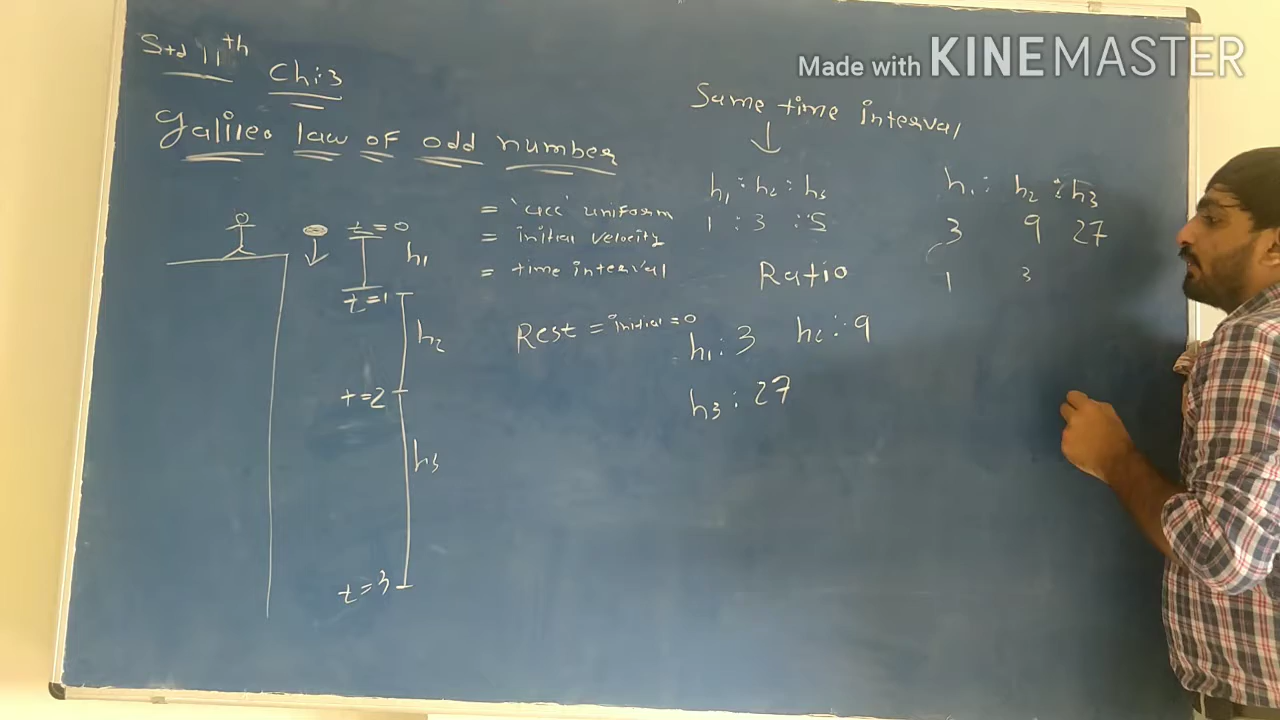 Std 11th
Ch:3
Galileo law of odd number
t=0
h1
t=1
h2
t=2
h3
t=3
= 'acc' uniform
= initial velocity
= time interval
Rest = initial = 0
Made with KINEMASTER
Same time interval
↓
h1 : h2 : h3
1 : 3 : 5
Ratio
h1 : 3 h2 : 9
h3 : 27
h1 : h2 : h3
3 9 27
1 3